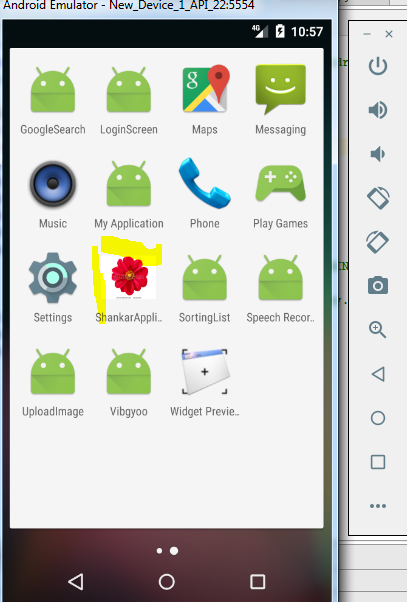 Android Emulator - New_Device_1_API_22:5554
4G 10:57
GoogleSearch LoginScreen Maps Messaging
Music My Application Phone Play Games
Settings ShankarAppli.. SortingList Speech Recor..
UploadImage Vibgyoo Widget Previe..